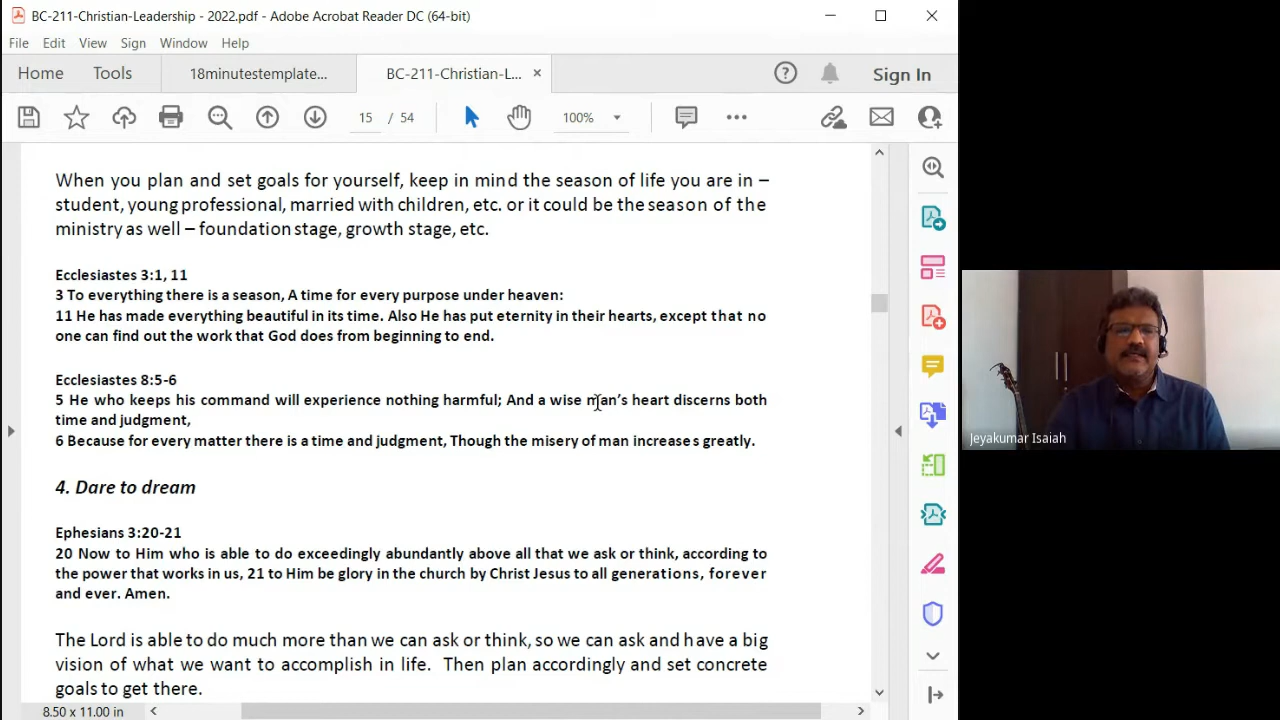 BC-211-Christian-Leadership - 2022.pdf - Adobe Acrobat Reader DC (64-bit)
File Edit View Sign Window Help
Home Tools 18minutestemplate... BC-211-Christian-L... × Sign In
15 / 54 100%
When you plan and set goals for yourself, keep in mind the season of life you are in –
student, young professional, married with children, etc. or it could be the season of the
ministry as well – foundation stage, growth stage, etc.
Ecclesiastes 3:1, 11
3 To everything there is a season, A time for every purpose under heaven:
11 He has made everything beautiful in its time. Also He has put eternity in their hearts, except that no
one can find out the work that God does from beginning to end.
Ecclesiastes 8:5-6
5 He who keeps his command will experience nothing harmful; And a wise man’s heart discerns both
time and judgment,
6 Because for every matter there is a time and judgment, Though the misery of man increases greatly.
4. Dare to dream
Ephesians 3:20-21
20 Now to Him who is able to do exceedingly abundantly above all that we ask or think, according to
the power that works in us, 21 to Him be glory in the church by Christ Jesus to all generations, forever
and ever. Amen.
The Lord is able to do much more than we can ask or think, so we can ask and have a big
vision of what we want to accomplish in life. Then plan accordingly and set concrete
goals to get there.
8.50 x 11.00 in
Jeyakumar Isaiah